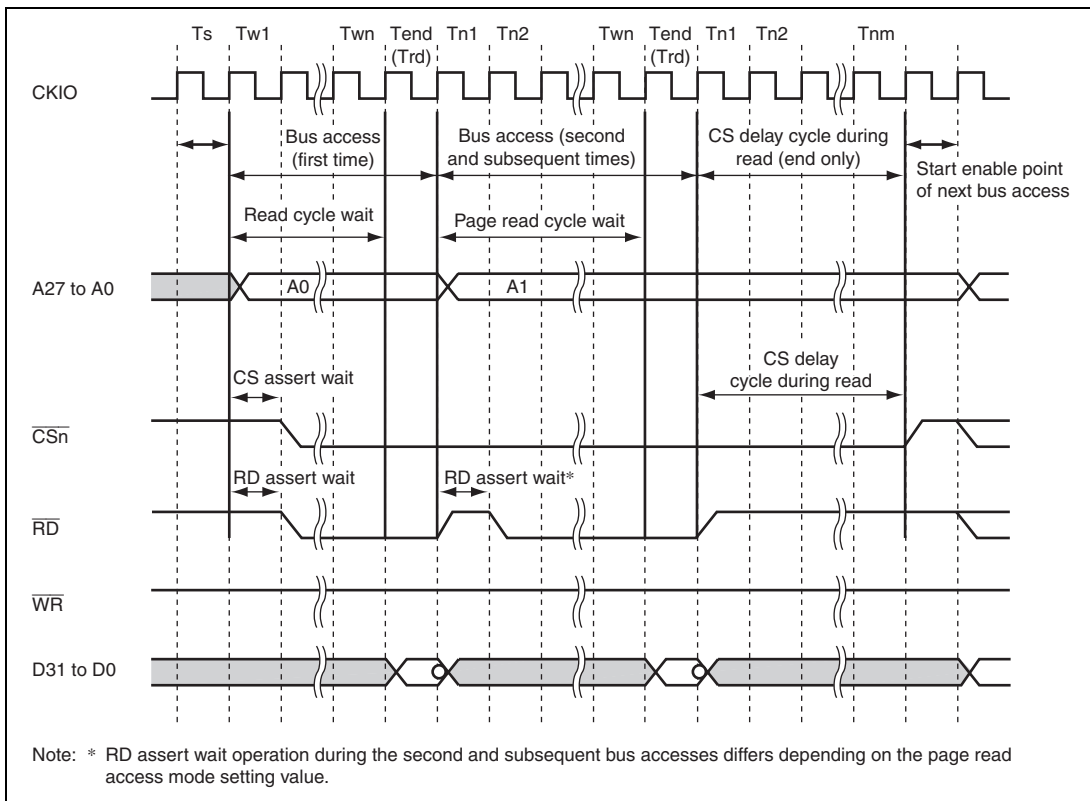 Ts Tw1 Twn Tend Tn1 Tn2 Twn Tend Tn1 Tn2 Tnm
(Trd) (Trd)
CKIO
Bus access
(first time)
Bus access (second
and subsequent times)
CS delay cycle during
read (end only)
Start enable point
of next bus access
Read cycle wait
Page read cycle wait
A27 to A0
A0
A1
CS assert wait
CS delay
cycle during read
CSn
RD assert wait
RD assert wait*
RD
WR
D31 to D0
Note: * RD assert wait operation during the second and subsequent bus accesses differs depending on the page read
access mode setting value.